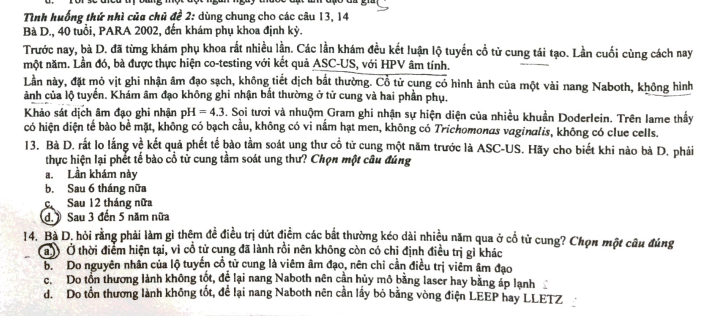 Tình huống thứ nhì của chủ đề 2: dùng chung cho các câu 13, 14
Bà D., 40 tuổi, PARA 2002, đến khám phụ khoa định kỳ.
Trước nay, bà D. đã từng khám phụ khoa rất nhiều lần. Các lần khám đều kết luận lộ tuyến cổ tử cung tái tạo. Lần cuối cùng cách nay
một năm. Lần đó, bà được thực hiện co-testing với kết quả ASC-US, với HPV âm tính.
Lần này, đặt mỏ vịt ghi nhận âm đạo sạch, không tiết dịch bất thường. Cổ tử cung có hình ảnh của một vài nang Naboth, không hình
ảnh của lộ tuyến. Khám âm đạo không ghi nhận bất thường ở tử cung và hai phần phụ.
Khảo sát dịch âm đạo ghi nhận pH = 4.3. Soi tươi và nhuộm Gram ghi nhận sự hiện diện của nhiều khuẩn Doderlein. Trên lame thấy
có hiện diện tế bào bề mặt, không có bạch cầu, không có vi nấm hạt men, không có Trichomonas vaginalis, không có clue cells.
13. Bà D. rất lo lắng về kết quả phết tế bào tầm soát ung thư cổ tử cung một năm trước là ASC-US. Hãy cho biết khi nào bà D. phải
thực hiện lại phết tế bào cổ tử cung tầm soát ung thư? Chọn một câu đúng
a. Lần khám này
b. Sau 6 tháng nữa
c. Sau 12 tháng nữa
d. Sau 3 đến 5 năm nữa
14. Bà D. hỏi rằng phải làm gì thêm để điều trị dứt điểm các bất thường kéo dài nhiều năm qua ở cổ tử cung? Chọn một câu đúng
a. Ở thời điểm hiện tại, vì cổ tử cung đã lành rồi nên không còn có chỉ định điều trị gì khác
b. Do nguyên nhân của lộ tuyến cổ tử cung là viêm âm đạo, nên chỉ cần điều trị viêm âm đạo
c. Do tổn thương lành không tốt, để lại nang Naboth nên cần hủy mô bằng laser hay bằng áp lạnh
d. Do tổn thương lành không tốt, để lại nang Naboth nên cần lấy bỏ bằng vòng điện LEEP hay LLETZ